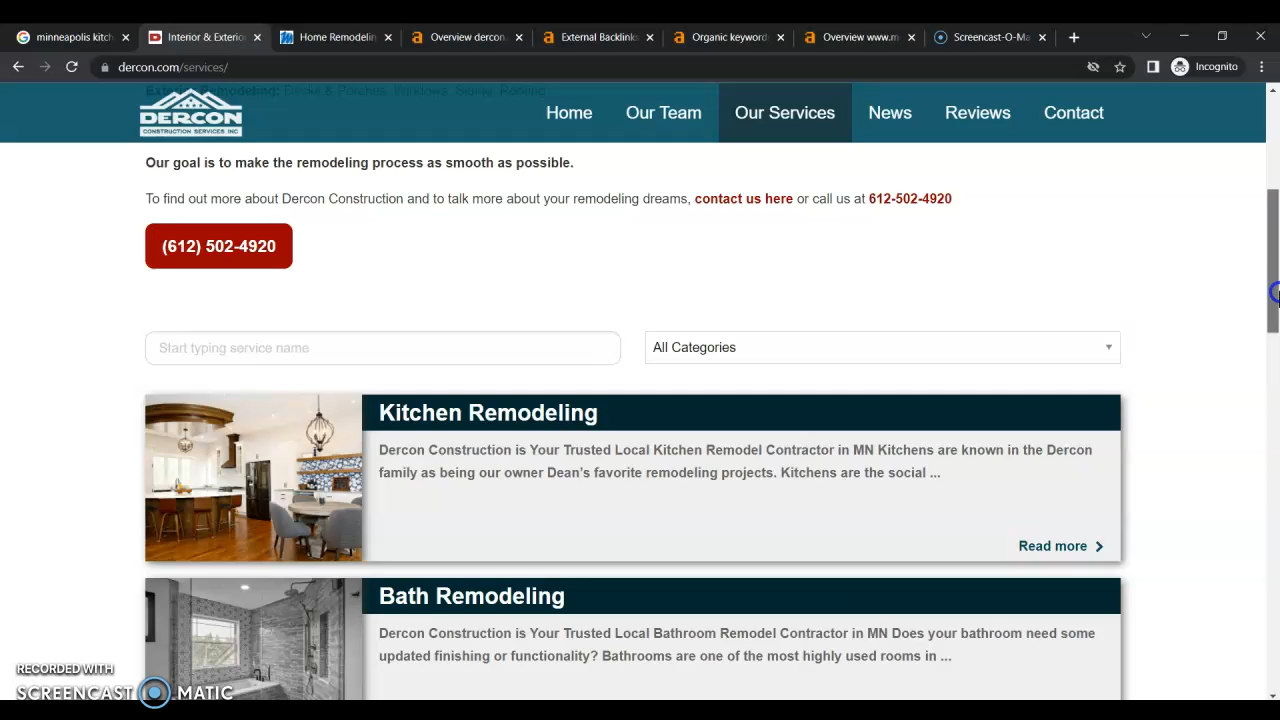 minneapolis kitch
Interior & Exterio
Home Remodelin
Overview dercon.
External Backlinks
Organic keyword
Overview www.m
Screencast-O-Ma
dercon.com/services/
Incognito
DERCON
CONSTRUCTION SERVICES INC
Home
Our Team
Our Services
News
Reviews
Contact
Our goal is to make the remodeling process as smooth as possible.
To find out more about Dercon Construction and to talk more about your remodeling dreams, contact us here or call us at 612-502-4920
(612) 502-4920
Start typing service name
All Categories
Kitchen Remodeling
Dercon Construction is Your Trusted Local Kitchen Remodel Contractor in MN Kitchens are known in the Dercon
family as being our owner Dean's favorite remodeling projects. Kitchens are the social ...
Read more
Bath Remodeling
Dercon Construction is Your Trusted Local Bathroom Remodel Contractor in MN Does your bathroom need some
updated finishing or functionality? Bathrooms are one of the most highly used rooms in ...
RECORDED WITH
SCREENCAST MATIC